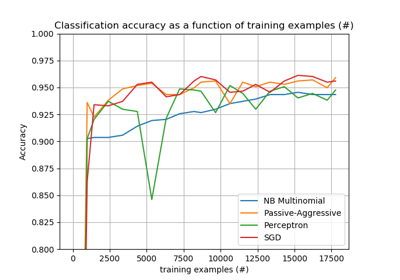 Classification accuracy as a function of training examples (#)
1.000
0.975
0.950
0.925
0.900
0.875
0.850
0.825
0.800
Accuracy
NB Multinomial
Passive-Aggressive
Perceptron
SGD
0 2500 5000 7500 10000 12500 15000 17500
training examples (#)